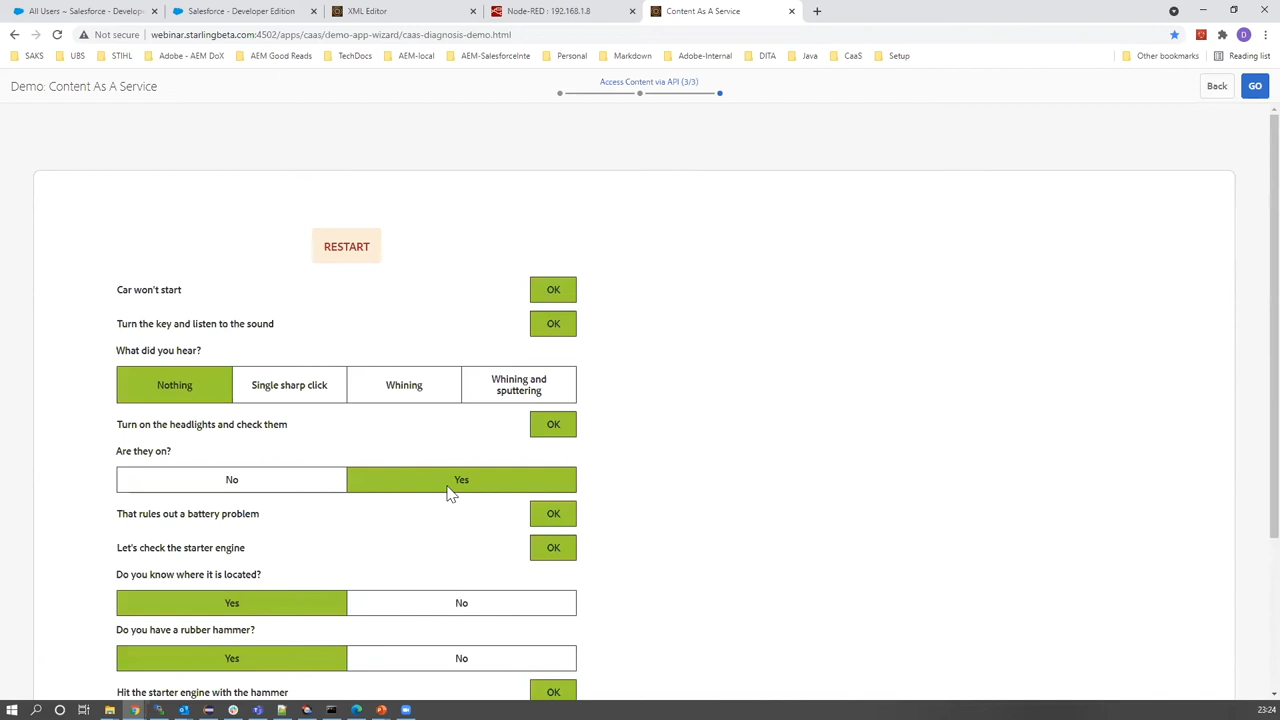 All Users ~ Salesforce - Develop
Salesforce - Developer Edition
XML Editor
Node-RED : 192.168.1.8
Content As A Service
Not secure
webinar.starlingbeta.com:4502/apps/caas/demo-app-wizard/caas-diagnosis-demo.html
SAKS
UBS
STIHL
Adobe - AEM DoX
AEM Good Reads
TechDocs
AEM-local
AEM-SalesforceInte
Personal
Markdown
Adobe-Internal
DITA
Java
CaaS
Setup
Other bookmarks
Reading list
Demo: Content As A Service
Access Content via API (3/3)
Back
GO
RESTART
Car won't start
OK
Turn the key and listen to the sound
OK
What did you hear?
Nothing
Single sharp click
Whining
Whining and
sputtering
Turn on the headlights and check them
OK
Are they on?
No
Yes
That rules out a battery problem
OK
Let's check the starter engine
OK
Do you know where it is located?
Yes
No
Do you have a rubber hammer?
Yes
No
Hit the starter engine with the hammer
OK
23:24